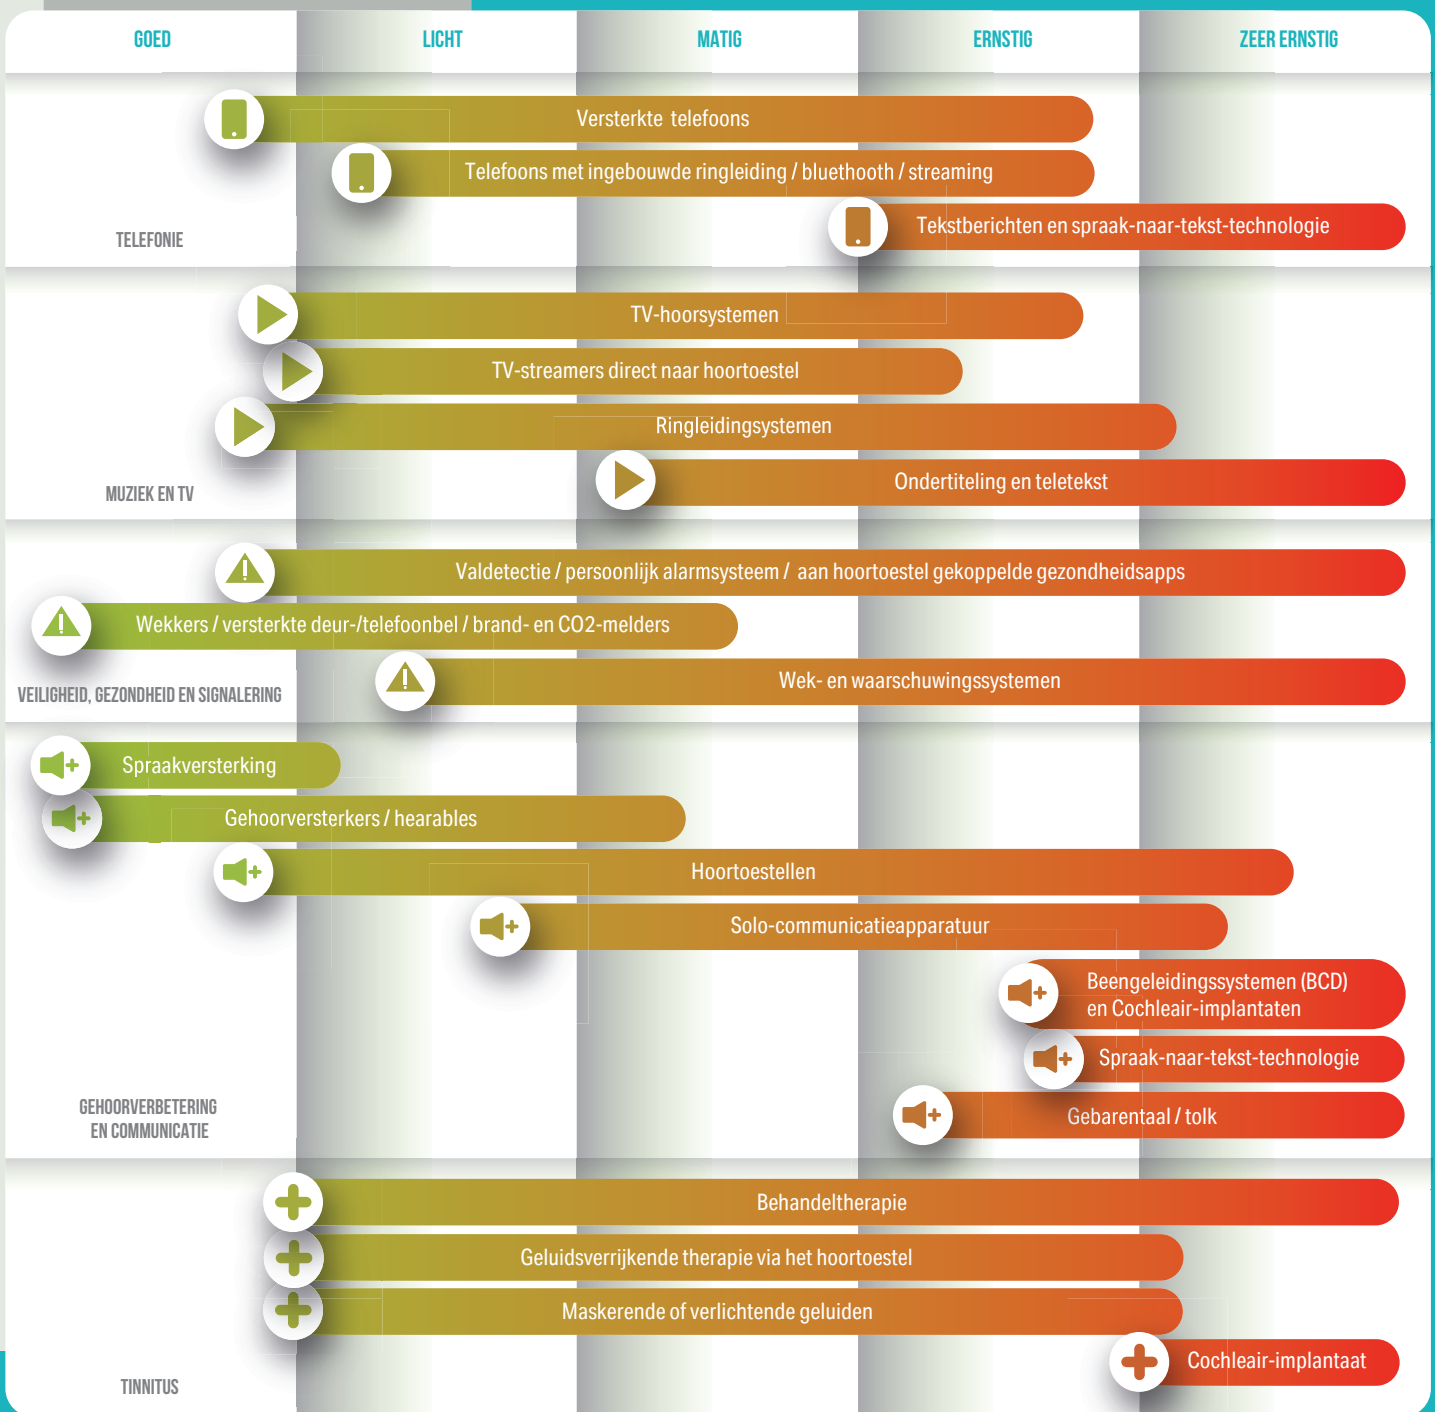 GOED
LICHT
MATIG
ERNSTIG
ZEER ERNSTIG
Versterkte telefoons
Telefoons met ingebouwde ringleiding / bluethooth / streaming
Tekstberichten en spraak-naar-tekst-technologie
TELEFONIE
TV-hoorsystemen
TV-streamers direct naar hoortoestel
Ringleidingsystemen
Ondertiteling en teletekst
MUZIEK EN TV
Valdetectie / persoonlijk alarmsysteem / aan hoortoestel gekoppelde gezondheidsapps
Wekkers / versterkte deur-/telefoonbel / brand- en CO2-melders
Wek- en waarschuwingssystemen
VEILIGHEID, GEZONDHEID EN SIGNALERING
Spraakversterking
Gehoorversterkers / hearables
Hoortoestellen
Solo-communicatieapparatuur
Beengeleidingssystemen (BCD)
en Cochleair-implantaten
Spraak-naar-tekst-technologie
Gebarentaal / tolk
GEHOORVERBETERING
EN COMMUNICATIE
Behandeltherapie
Geluidsverrijkende therapie via het hoortoestel
Maskerende of verlichtende geluiden
Cochleair-implantaat
TINNITUS